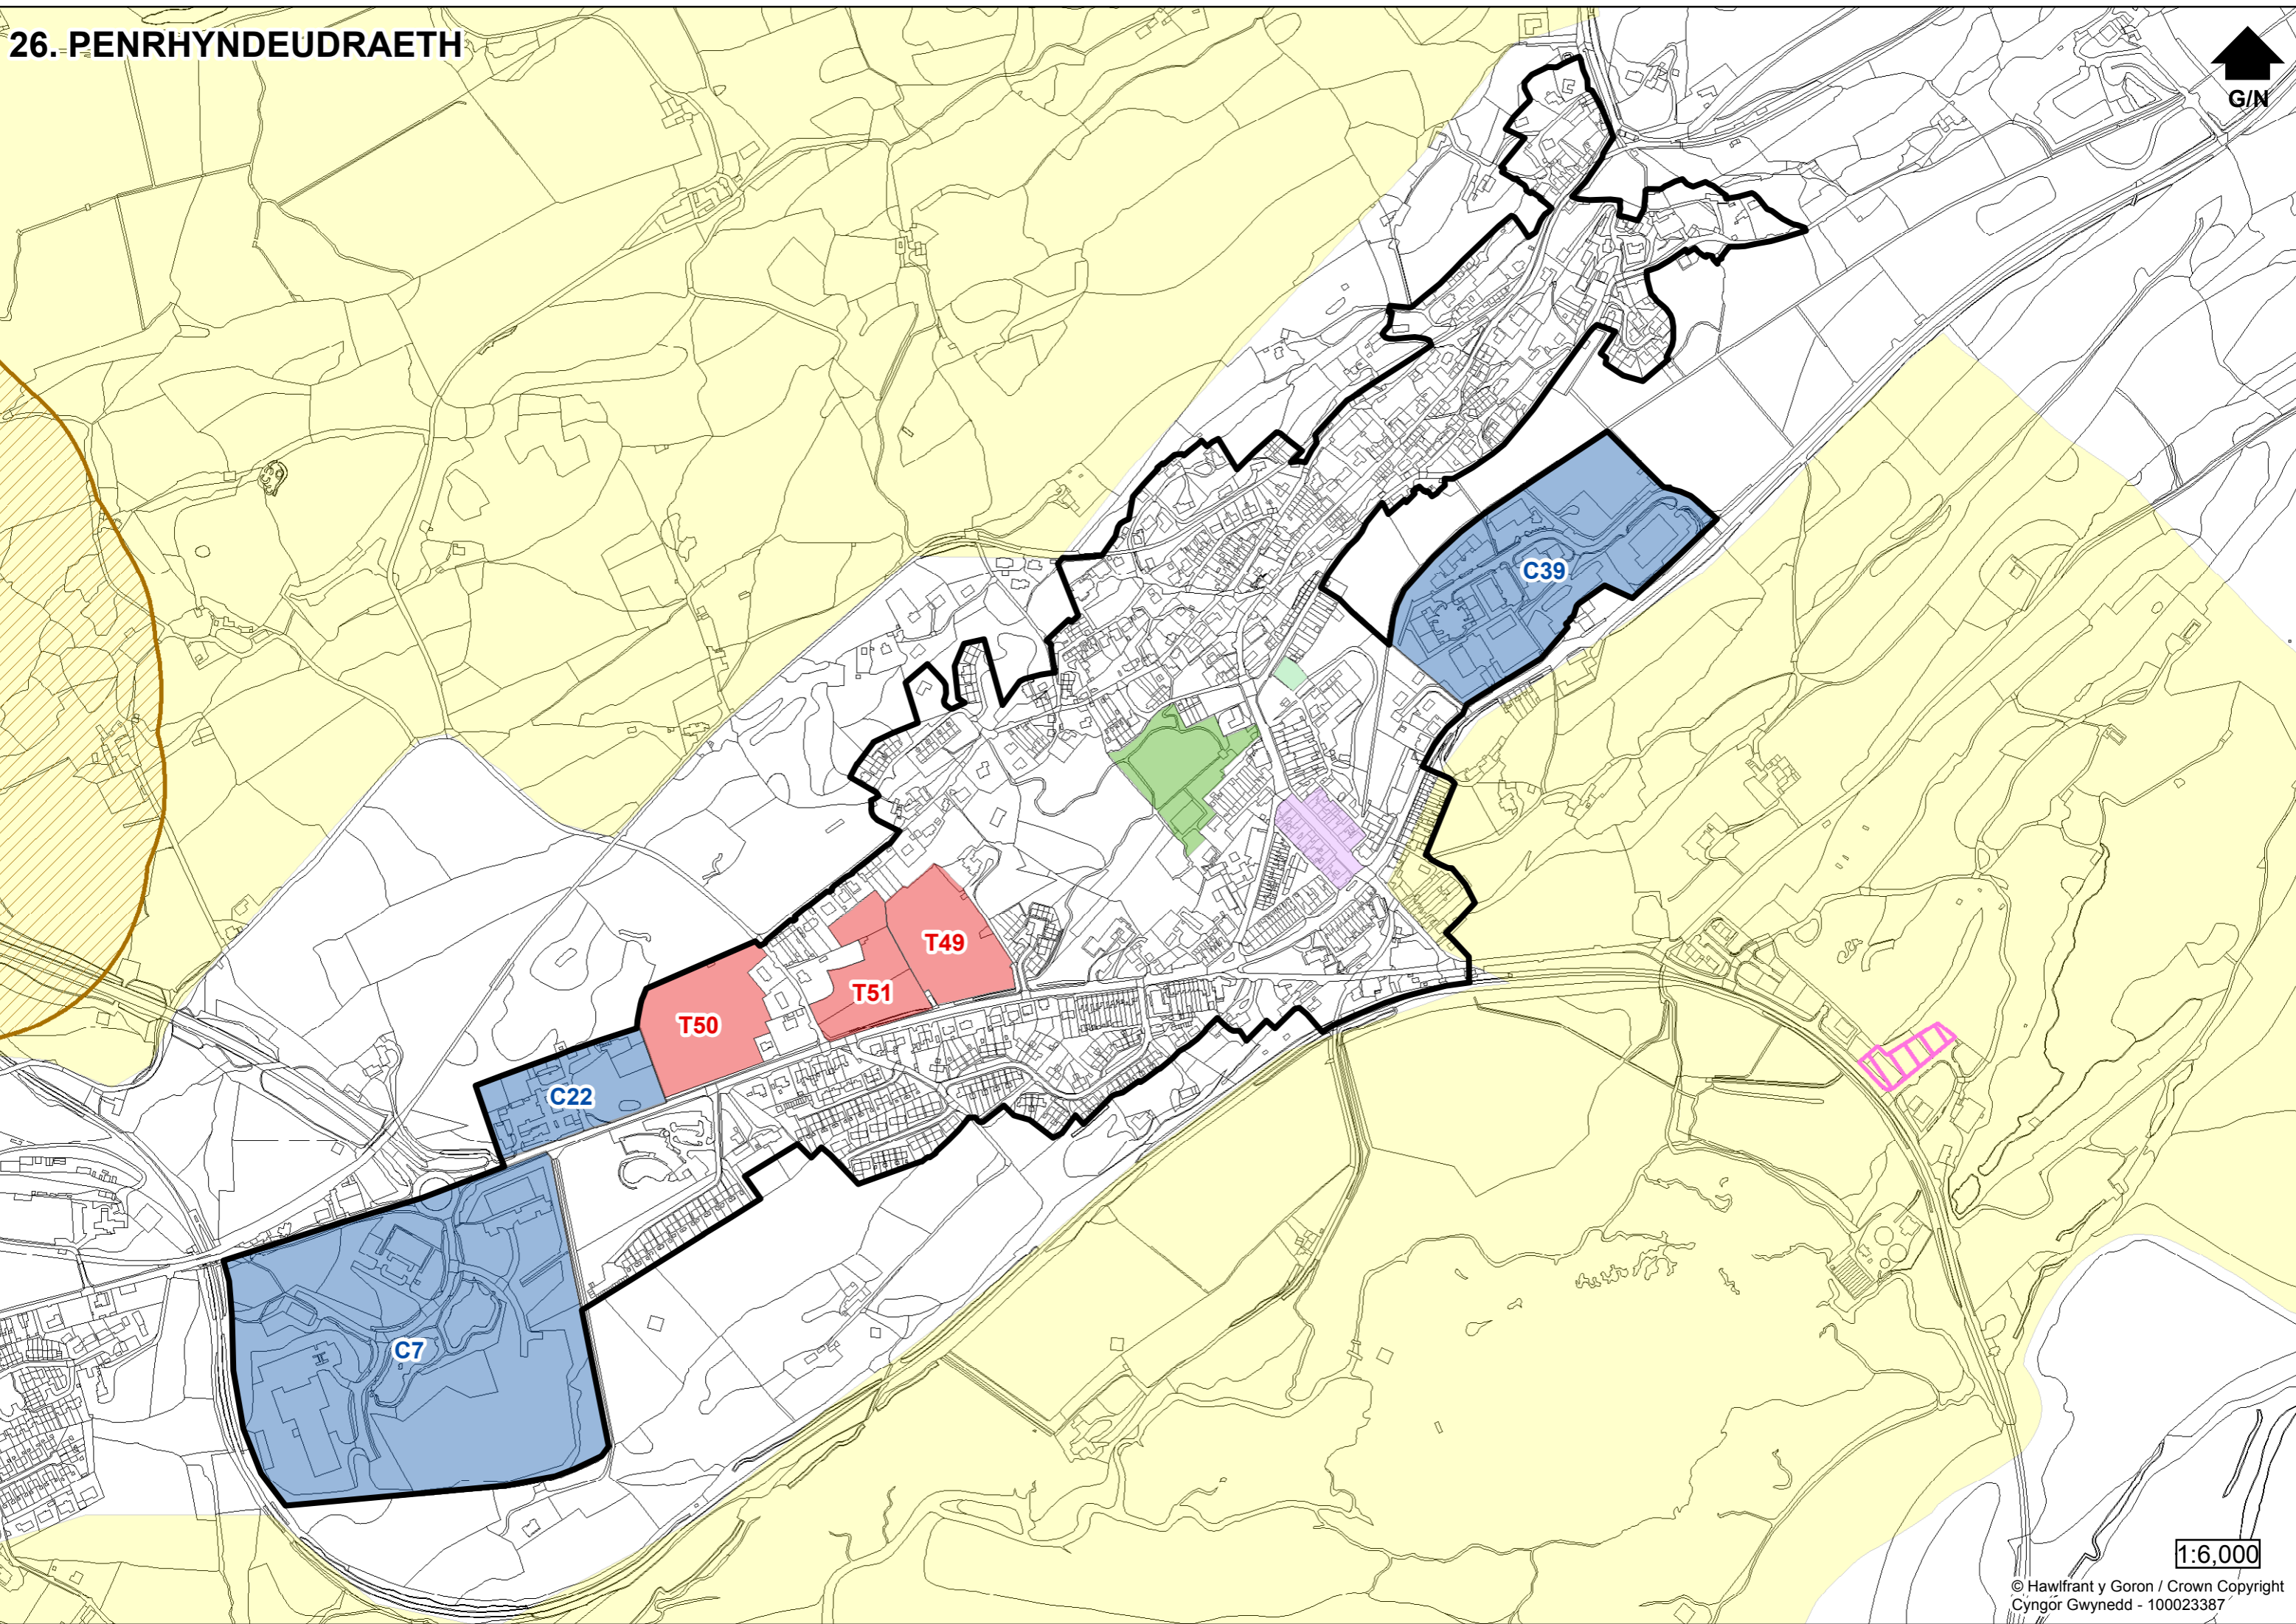 26. PENRHYNDEUDRAETH
G/N
C39
T49
T51
T50
C22
C7
1:6,000
© Hawlfraint y Goron / Crown Copyright
Cyngor Gwynedd - 100023387